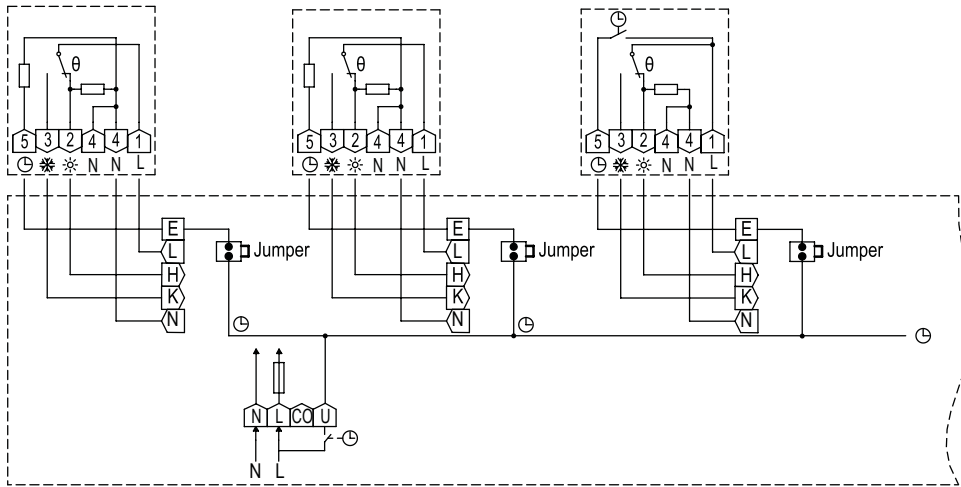 θ θ θ
5 3 2 4 4 1 5 3 2 4 4 1 5 3 2 4 4 1
N N L N N L N N L
E E E
Jumper Jumper Jumper
L L L
H H H
K K K
N N N
N L CO U
N L